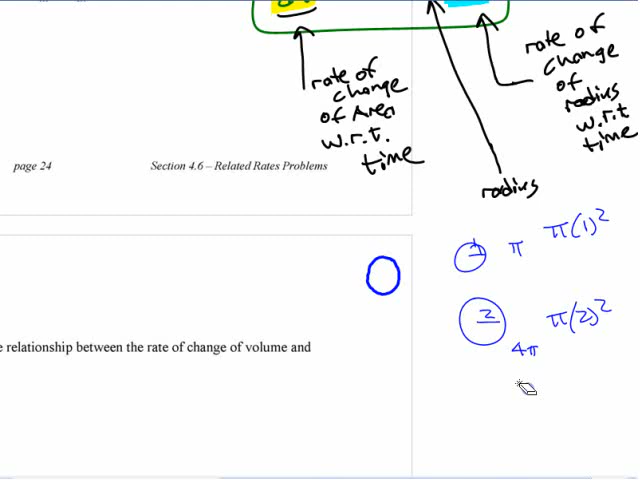 rate of
change
of Area
w.r.t.
time
rate of
change
of
radius
w.r.t
time
radius
page 24
Section 4.6 – Related Rates Problems
1 π π(1)²
2 4π π(2)²
e relationship between the rate of change of volume and